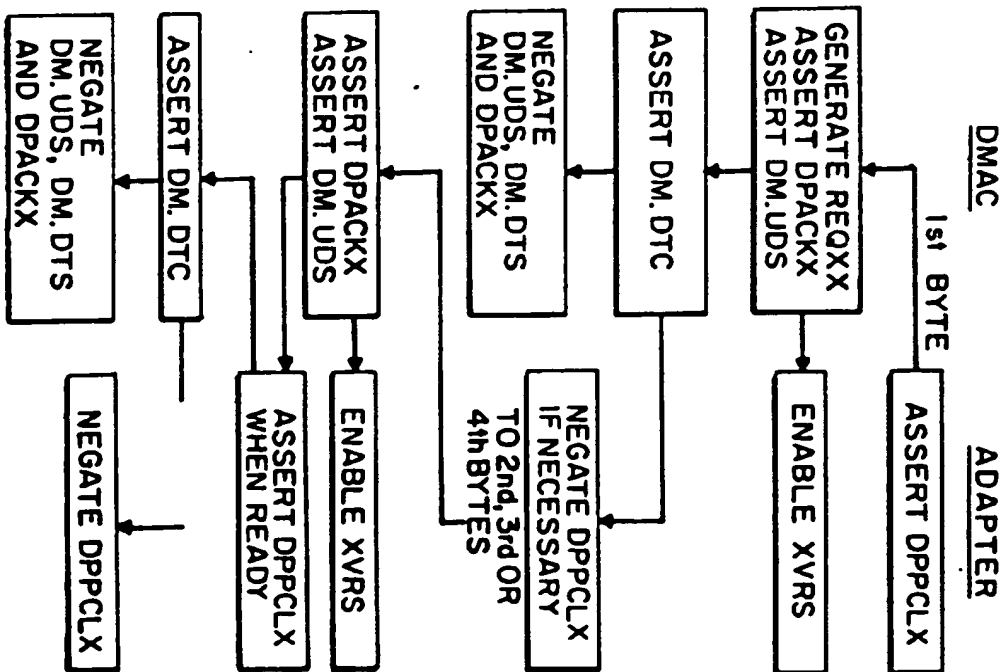 DMAC
ADAPTER
ASSERT DPPCLX
1st BYTE
GENERATE REQXX
ASSERT DPACKX
ASSERT DM.UDS
ENABLE XVRS
ASSERT DM.DTC
NEGATE DPPCLX
IF NECESSARY
NEGATE
DM.UDS, DM.DTS
AND DPACKX
TO 2nd, 3rd OR
4th BYTES
ASSERT DPACKX
ASSERT DM.UDS
ENABLE XVRS
ASSERT DPPCLX
WHEN READY
ASSERT DM.DTC
NEGATE DPPCLX
NEGATE
DM.UDS, DM.DTS
AND DPACKX